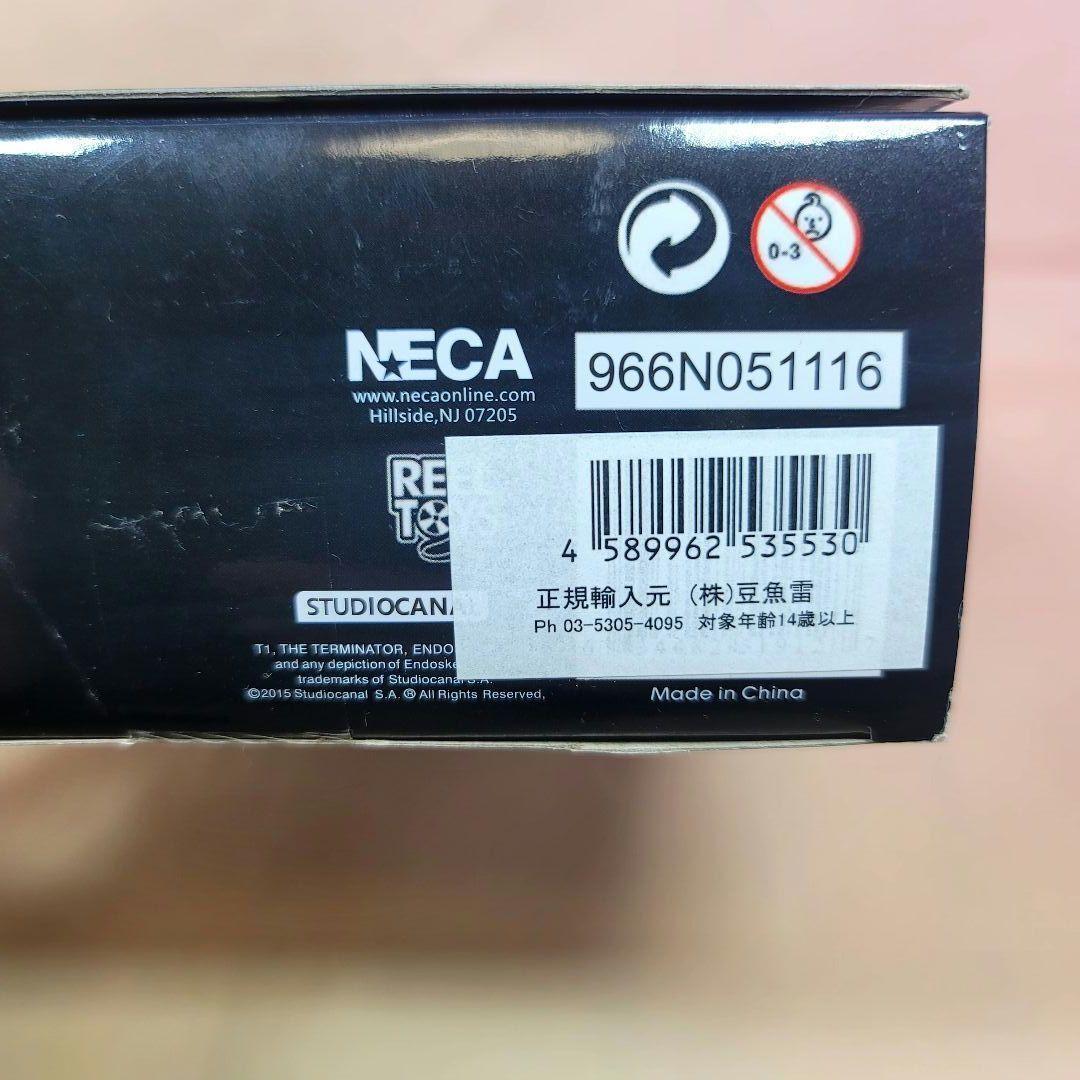 0-3
NECA
www.necaonline.com
Hillside, NJ 07205
966N051116
4 589962 535530
正規輸入元 (株)豆魚雷
Ph 03-5305-4095 対象年齢14歳以上
STUDIOCANAL
T1, THE TERMINATOR, ENDO
and any depiction of Endoske
trademarks of Studiocanal S.A.
©2015 Studiocanal S.A. ® All Rights Reserved,
Made in China